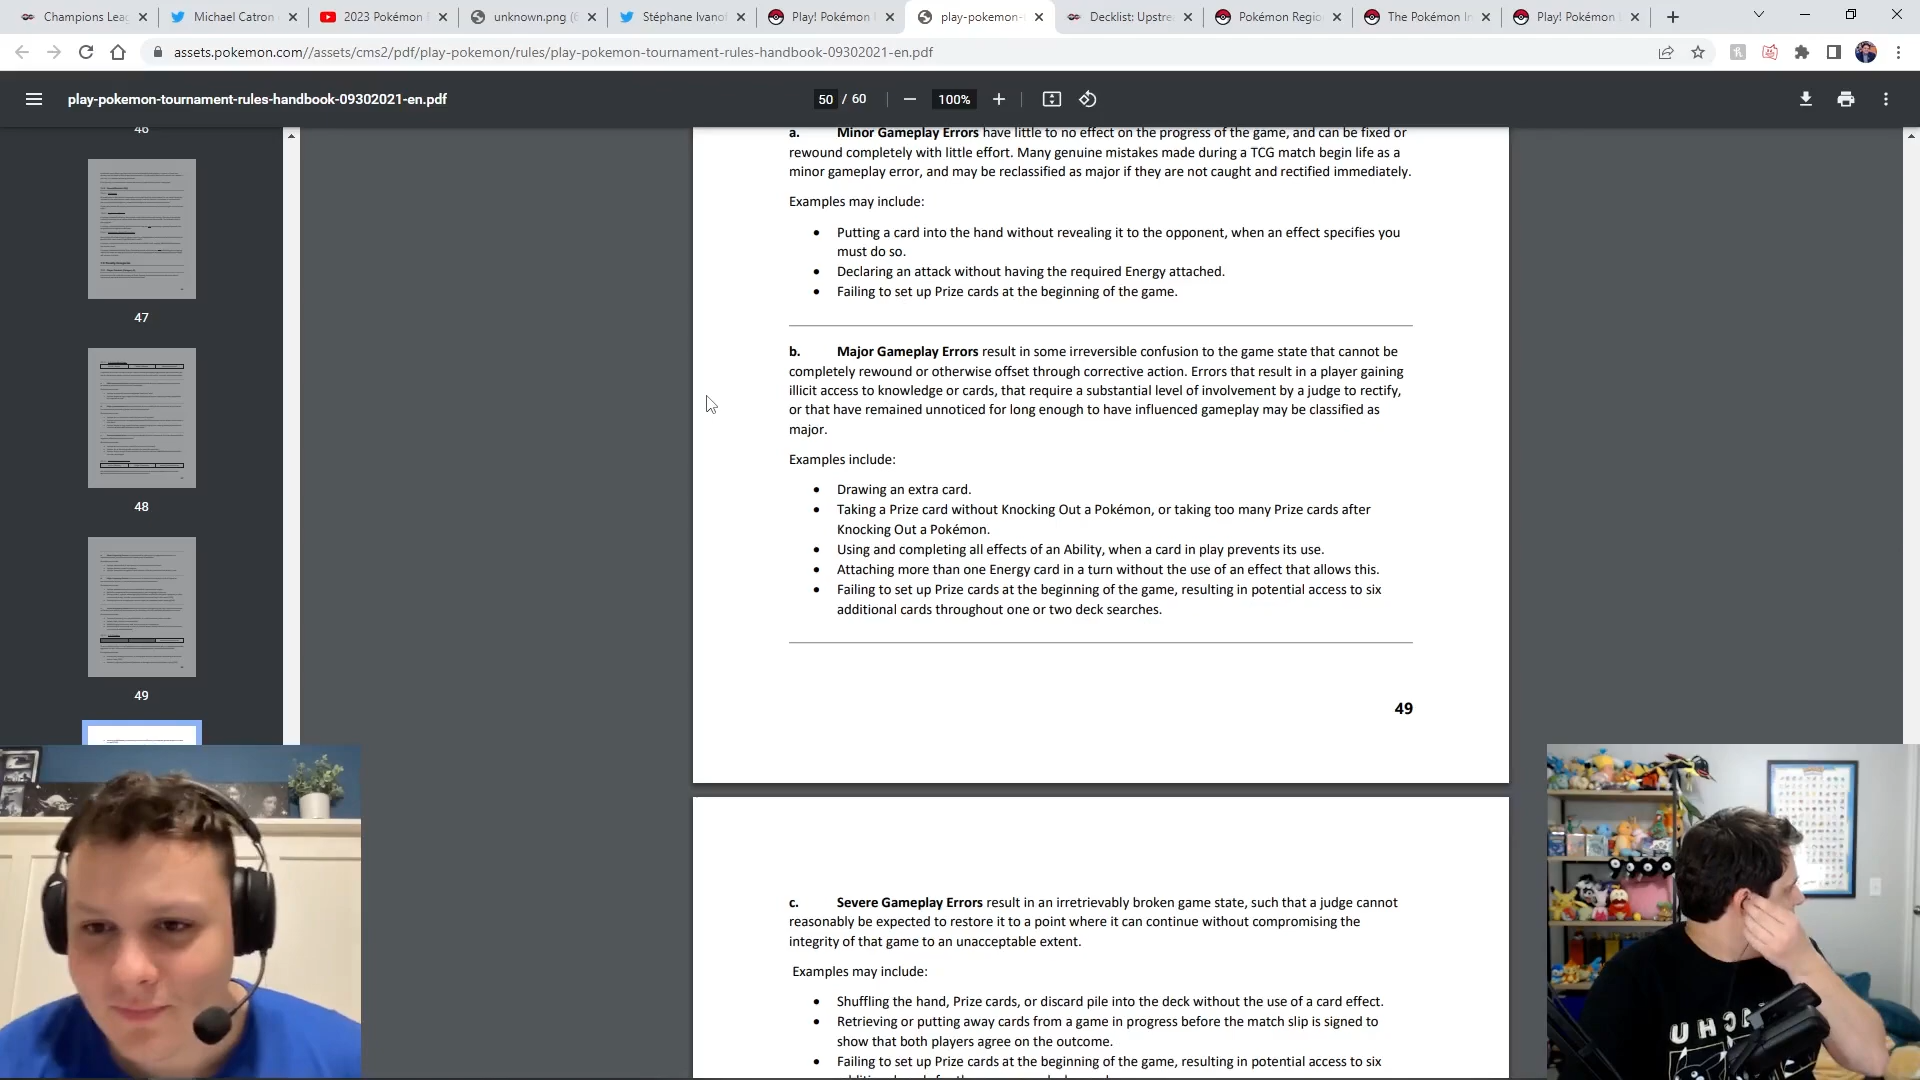 Champions Leag
Michael Catron
2023 Pokémon
unknown.png (6
Stéphane Ivanof
Play! Pokémon
play-pokemon-
Decklist: Upstre
Pokémon Regio
The Pokémon In
Play! Pokémon
assets.pokemon.com//assets/cms2/pdf/play-pokemon/rules/play-pokemon-tournament-rules-handbook-09302021-en.pdf
play-pokemon-tournament-rules-handbook-09302021-en.pdf
50 / 60
100%
46
47
48
49
a. Minor Gameplay Errors have little to no effect on the progress of the game, and can be fixed or
rewound completely with little effort. Many genuine mistakes made during a TCG match begin life as a
minor gameplay error, and may be reclassified as major if they are not caught and rectified immediately.
Examples may include:
• Putting a card into the hand without revealing it to the opponent, when an effect specifies you
must do so.
• Declaring an attack without having the required Energy attached.
• Failing to set up Prize cards at the beginning of the game.
b. Major Gameplay Errors result in some irreversible confusion to the game state that cannot be
completely rewound or otherwise offset through corrective action. Errors that result in a player gaining
illicit access to knowledge or cards, that require a substantial level of involvement by a judge to rectify,
or that have remained unnoticed for long enough to have influenced gameplay may be classified as
major.
Examples include:
• Drawing an extra card.
• Taking a Prize card without Knocking Out a Pokémon, or taking too many Prize cards after
Knocking Out a Pokémon.
• Using and completing all effects of an Ability, when a card in play prevents its use.
• Attaching more than one Energy card in a turn without the use of an effect that allows this.
• Failing to set up Prize cards at the beginning of the game, resulting in potential access to six
additional cards throughout one or two deck searches.
49
c. Severe Gameplay Errors result in an irretrievably broken game state, such that a judge cannot
reasonably be expected to restore it to a point where it can continue without compromising the
integrity of that game to an unacceptable extent.
Examples may include:
• Shuffling the hand, Prize cards, or discard pile into the deck without the use of a card effect.
• Retrieving or putting away cards from a game in progress before the match slip is signed to
show that both players agree on the outcome.
• Failing to set up Prize cards at the beginning of the game, resulting in potential access to six